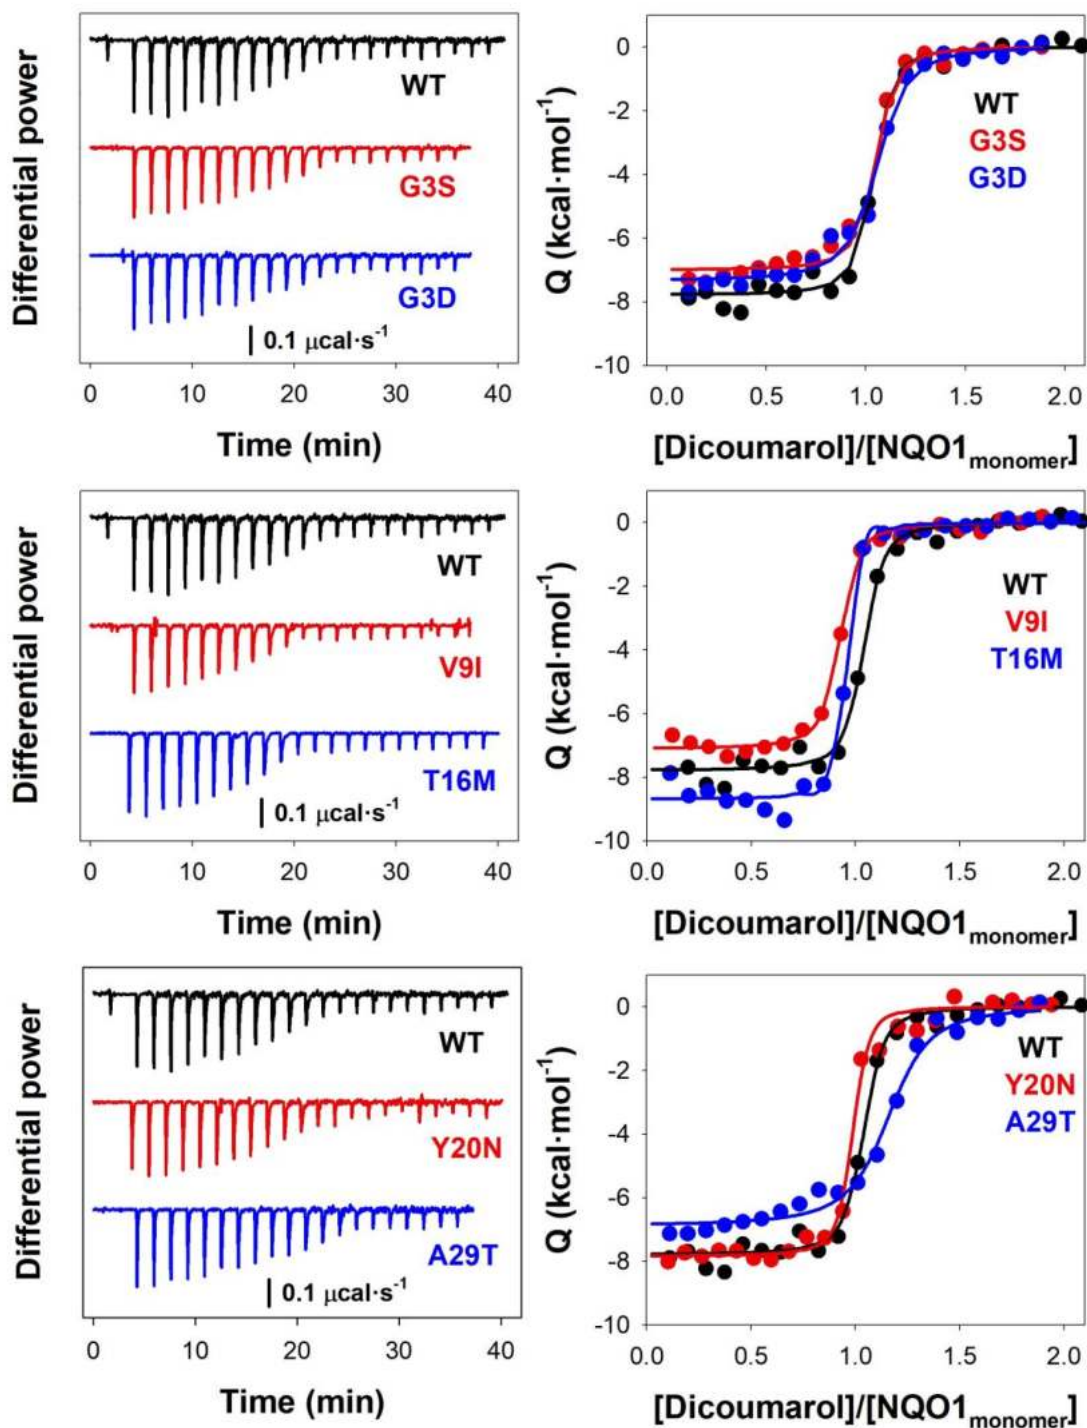 Differential power
WT
G3S
G3D
0.1 μcal·s⁻¹
0 10 20 30 40
Time (min)
Q (kcal·mol⁻¹)
0
-2
-4
-6
-8
-10
WT
G3S
G3D
0.0 0.5 1.0 1.5 2.0
[Dicoumarol]/[NQO1monomer]
Differential power
WT
V9I
T16M
0.1 μcal·s⁻¹
0 10 20 30 40
Time (min)
Q (kcal·mol⁻¹)
0
-2
-4
-6
-8
-10
WT
V9I
T16M
0.0 0.5 1.0 1.5 2.0
[Dicoumarol]/[NQO1monomer]
Differential power
WT
Y20N
A29T
0.1 μcal·s⁻¹
0 10 20 30 40
Time (min)
Q (kcal·mol⁻¹)
0
-2
-4
-6
-8
-10
WT
Y20N
A29T
0.0 0.5 1.0 1.5 2.0
[Dicoumarol]/[NQO1monomer]